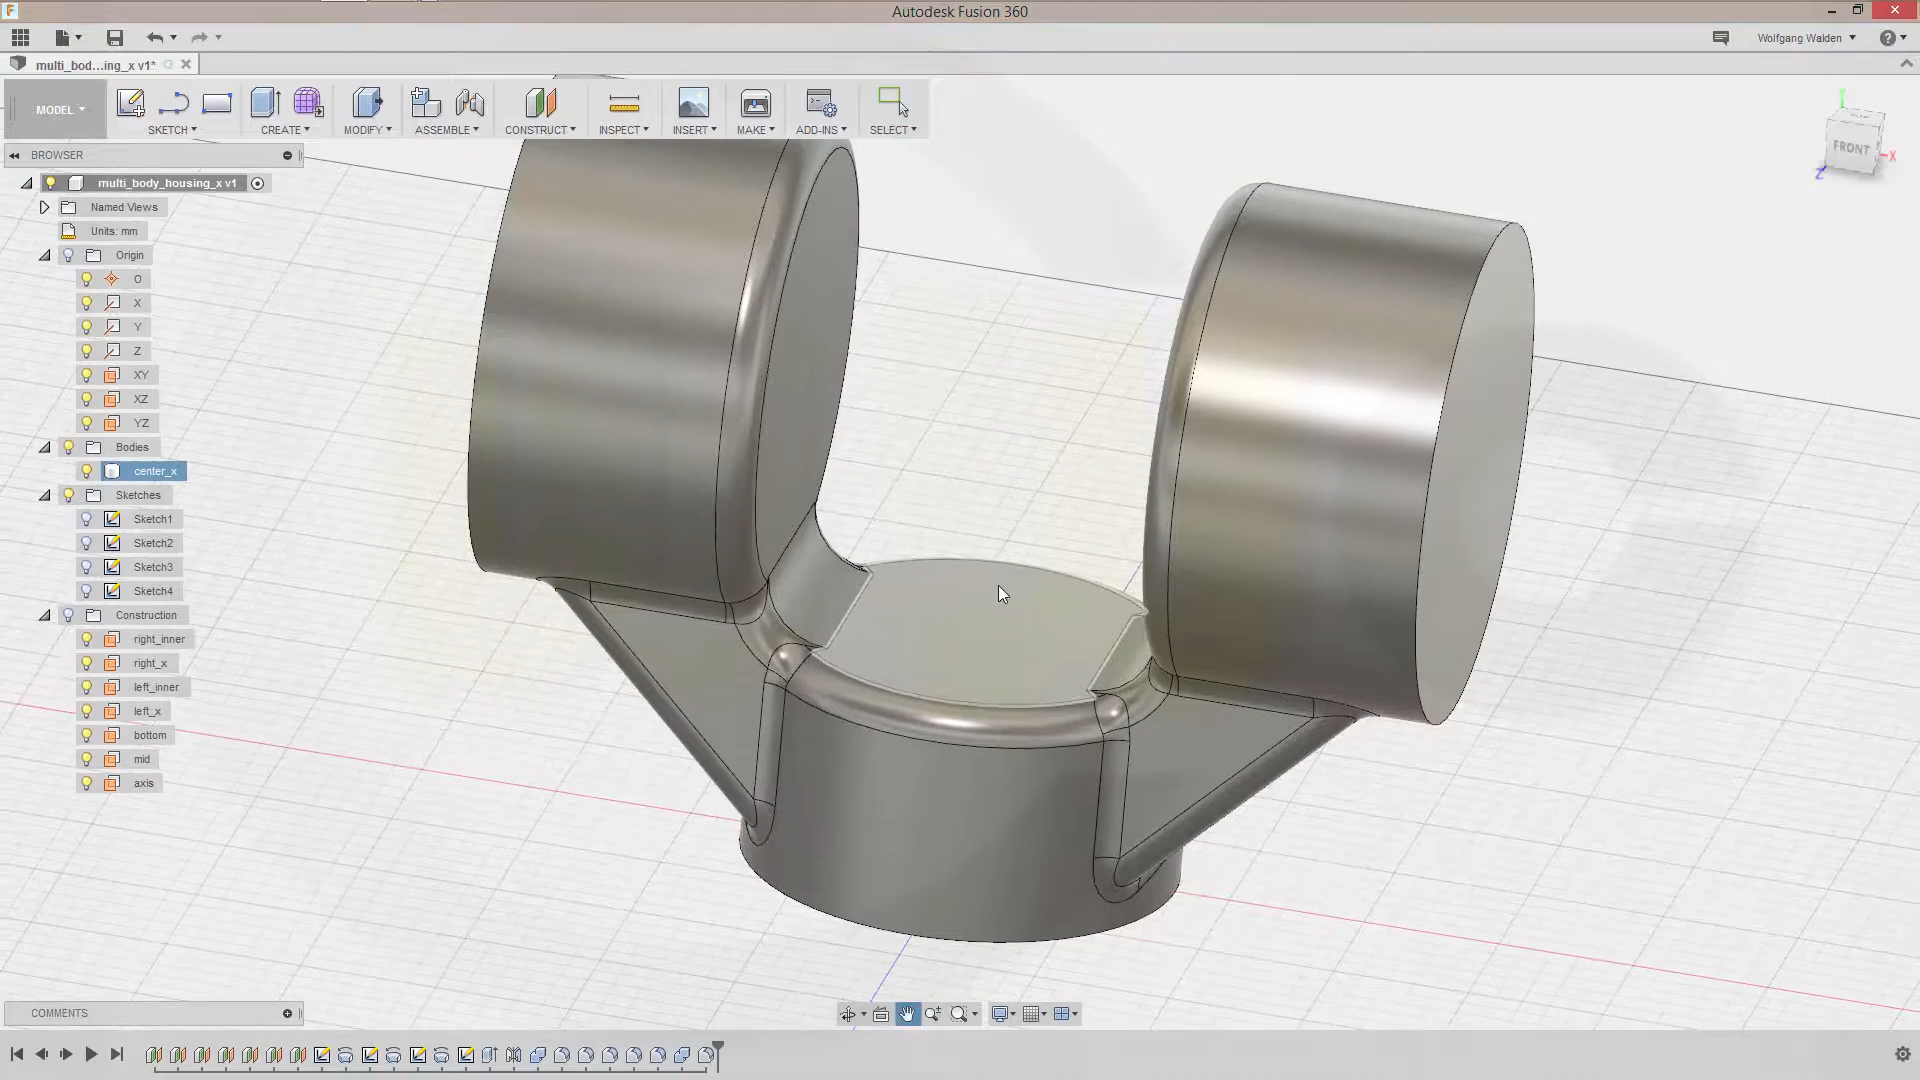 Autodesk Fusion 360
Wolfgang Walden
multi_bod...ing_x v1*
MODEL
SKETCH
CREATE
MODIFY
ASSEMBLE
CONSTRUCT
INSPECT
INSERT
MAKE
ADD-INS
SELECT
BROWSER
multi_body_housing_x v1
Named Views
Units: mm
Origin
O
X
Y
Z
XY
XZ
YZ
Bodies
center_x
Sketches
Sketch1
Sketch2
Sketch3
Sketch4
Construction
right_inner
right_x
left_inner
left_x
bottom
mid
axis
Y
FRONT
X
Z
COMMENTS